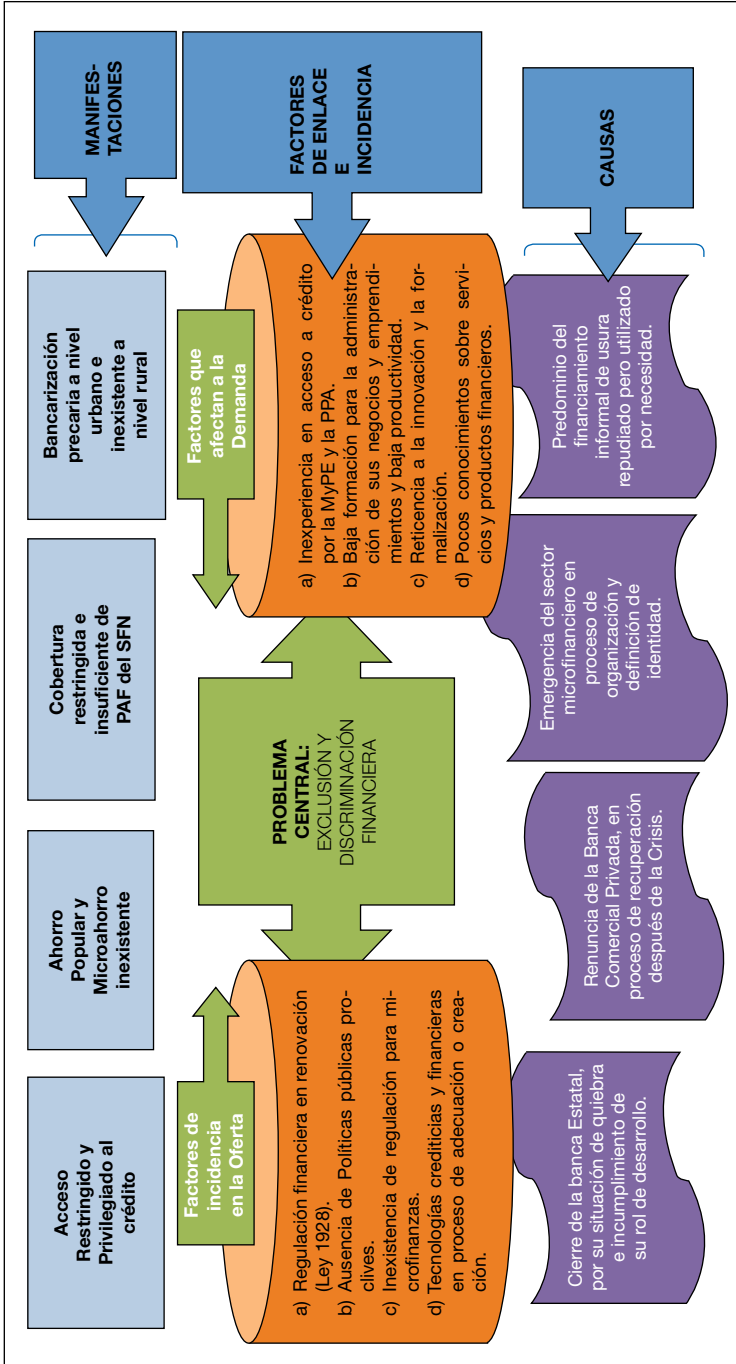 Acceso
Restringido y
Privilegiado al
crédito
Ahorro
Popular y
Microahorro
inexistente
Cobertura
restringida e
insuficiente de
PAF del SFN
Bancarización
precaria a nivel
urbano e
inexistente a
nivel rural
MANIFES-
TACIONES
Factores de
incidencia
en la Oferta
a) Regulación financiera en renovación
(Ley 1928).
b) Ausencia de Políticas públicas pro-
clives.
c) Inexistencia de regulación para mi-
crofinanzas.
d) Tecnologías crediticias y financieras
en proceso de adecuación o crea-
ción.
PROBLEMA
CENTRAL:
EXCLUSIÓN Y
DISCRIMINACIÓN
FINANCIERA
Factores que
afectan a la
Demanda
a) Inexperiencia en acceso a crédito
por la MyPE y la PPA.
b) Baja formación para la administra-
ción de sus negocios y emprendi-
mientos y baja productividad.
c) Reticencia a la innovación y la for-
malización.
d) Pocos conocimientos sobre servi-
cios y productos financieros.
FACTORES
DE ENLACE
E
INCIDENCIA
Cierre de la banca Estatal,
por su situación de quiebra
e incumplimiento de
su rol de desarrollo.
Renuncia de la Banca
Comercial Privada, en
proceso de recuperación
después de la Crisis.
Emergencia del sector
microfinanciero en
proceso de
organización y
definición de
identidad.
Predominio del
financiamiento
informal de usura
repudiado pero utilizado
por necesidad.
CAUSAS